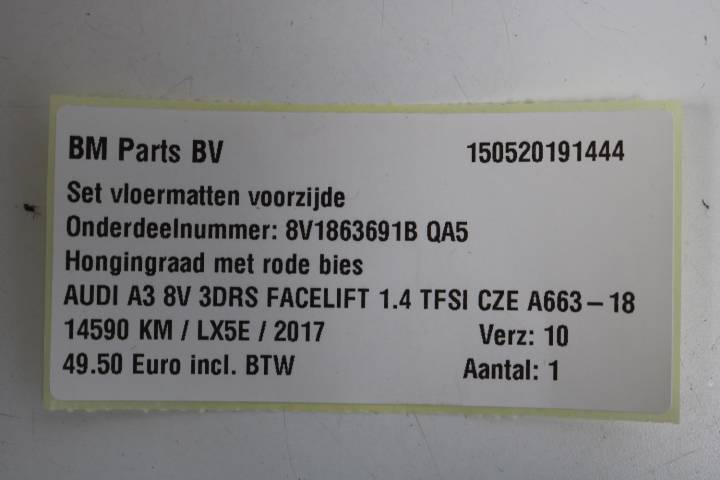 BM Parts BV 150520191444
Set vloermatten voorzijde
Onderdeelnummer: 8V1863691B QA5
Hongingraad met rode bies
AUDI A3 8V 3DRS FACELIFT 1.4 TFSI CZE A663-18
14590 KM / LX5E / 2017 Verz: 10
49.50 Euro incl. BTW Aantal: 1